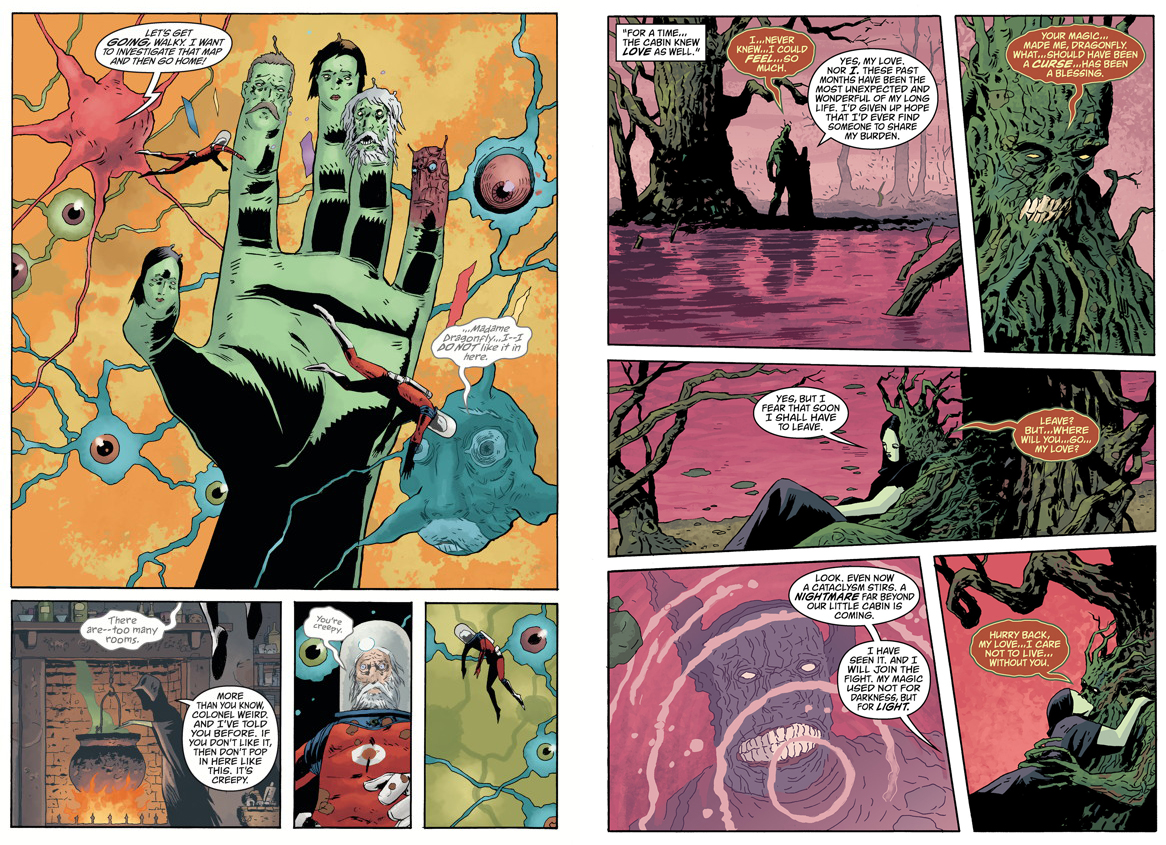 LET'S GET
GOING, WALKY. I WANT
TO INVESTIGATE THAT MAP
AND THEN GO HOME!
...Madame
Dragonfly...I--I
DO NOT like it in
here.
There
are--too many
rooms.
MORE
THAN YOU KNOW,
COLONEL WEIRD.
AND I'VE TOLD
YOU BEFORE. IF
YOU DON'T LIKE IT,
THEN DON'T POP
IN HERE LIKE
THIS. IT'S
CREEPY.
You're
creepy.
"FOR A TIME...
THE CABIN KNEW
LOVE AS WELL."
I...NEVER
KNEW...I COULD
FEEL...SO
MUCH.
YES, MY LOVE.
NOR I. THESE PAST
MONTHS HAVE BEEN THE
MOST UNEXPECTED AND
WONDERFUL OF MY LONG
LIFE. I'D GIVEN UP HOPE
THAT I'D EVER FIND
SOMEONE TO SHARE
MY BURDEN.
YOUR MAGIC...
MADE ME, DRAGONFLY.
WHAT...SHOULD HAVE BEEN
A CURSE...HAS BEEN
A BLESSING.
YES, BUT I
FEAR THAT SOON
I SHALL HAVE
TO LEAVE.
LEAVE?
BUT...WHERE
WILL YOU...GO...
MY LOVE?
LOOK. EVEN NOW
A CATACLYSM STIRS. A
NIGHTMARE FAR BEYOND
OUR LITTLE CABIN IS
COMING.
I HAVE
SEEN IT. AND I
WILL JOIN THE
FIGHT. MY MAGIC
USED NOT FOR
DARKNESS, BUT
FOR LIGHT.
HURRY BACK,
MY LOVE...I CARE
NOT TO LIVE...
WITHOUT YOU.